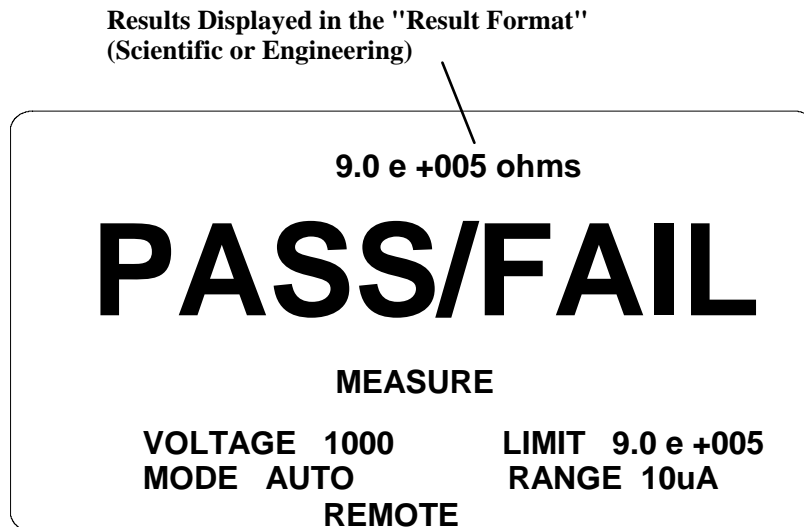 Results Displayed in the "Result Format"
(Scientific or Engineering)
9.0 e +005 ohms
PASS/FAIL
MEASURE
VOLTAGE 1000 LIMIT 9.0 e +005
MODE AUTO RANGE 10uA
REMOTE